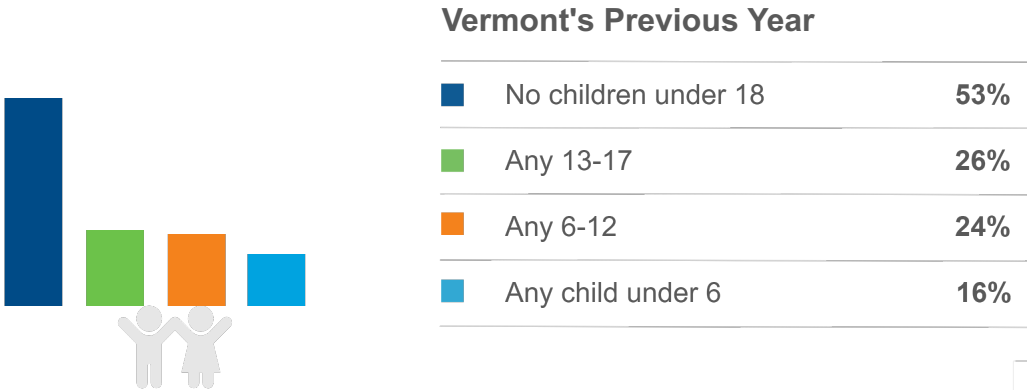 Vermont's Previous Year
No children under 18 53%
Any 13-17 26%
Any 6-12 24%
Any child under 6 16%